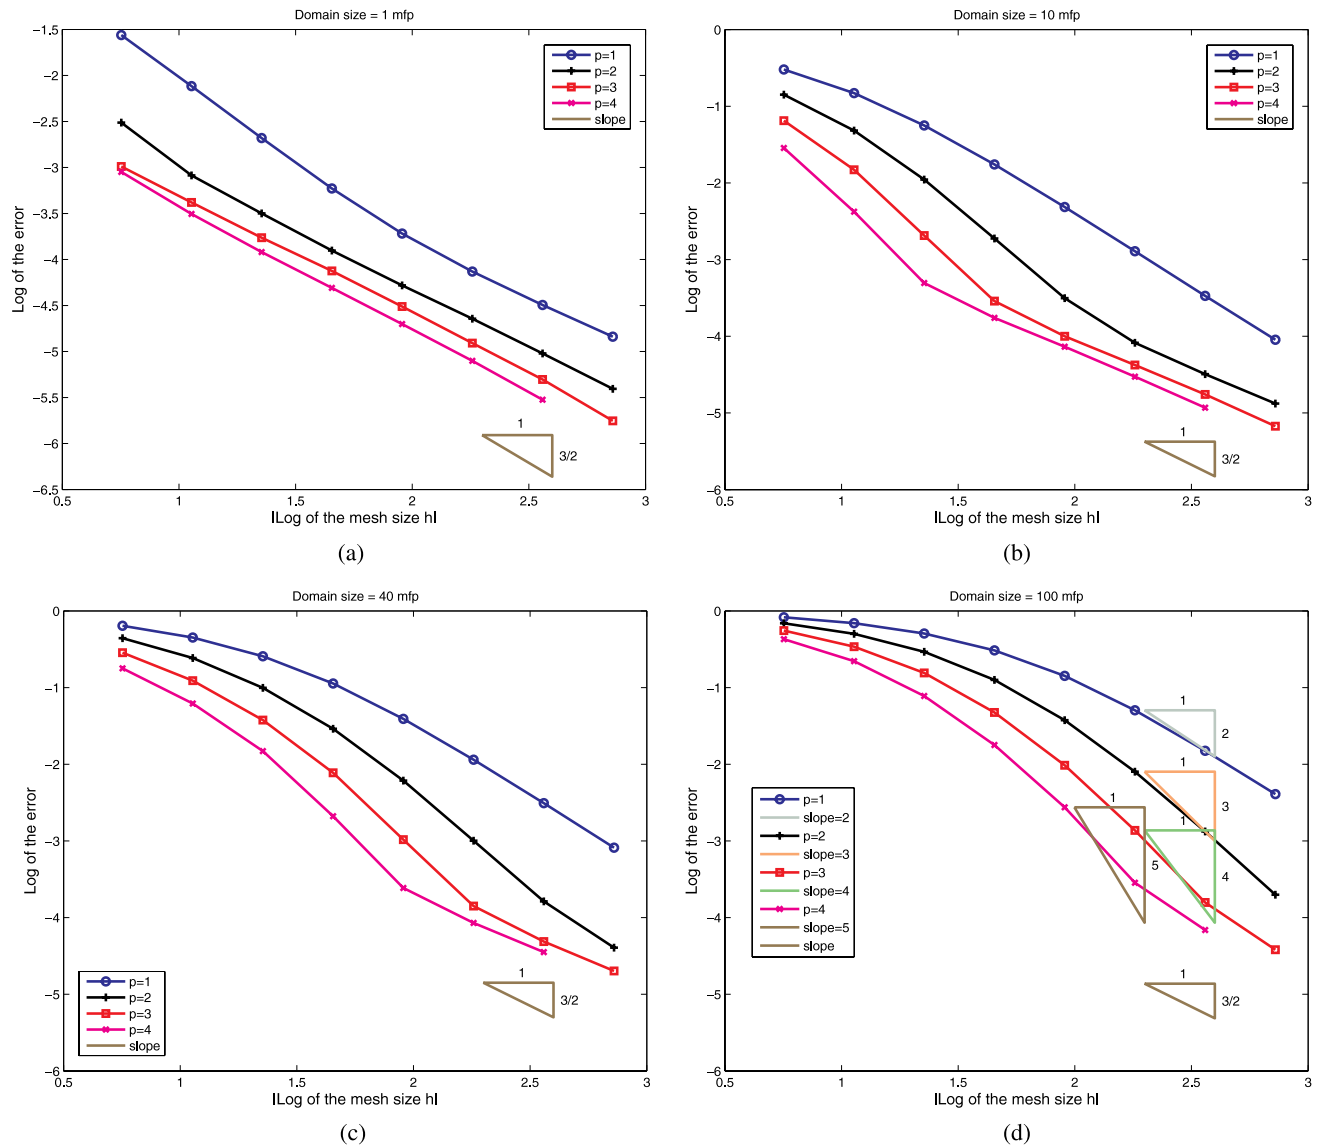 Domain size = 1 mfp
−1.5
−2
−2.5
−3
−3.5
−4
−4.5
−5
−5.5
−6
−6.5
Log of the error
p=1
p=2
p=3
p=4
slope
1
3/2
0.5
1
1.5
2
2.5
3
|Log of the mesh size h|
(a)
Domain size = 10 mfp
0
−1
−2
−3
−4
−5
−6
Log of the error
p=1
p=2
p=3
p=4
slope
1
3/2
0.5
1
1.5
2
2.5
3
|Log of the mesh size h|
(b)
Domain size = 40 mfp
0
−1
−2
−3
−4
−5
−6
Log of the error
p=1
p=2
p=3
p=4
slope
1
3/2
0.5
1
1.5
2
2.5
3
|Log of the mesh size h|
(c)
Domain size = 100 mfp
0
−1
−2
−3
−4
−5
−6
Log of the error
p=1
slope=2
p=2
slope=3
p=3
slope=4
p=4
slope=5
slope
1
2
1
3
1
4
1
5
1
3/2
0.5
1
1.5
2
2.5
3
|Log of the mesh size h|
(d)